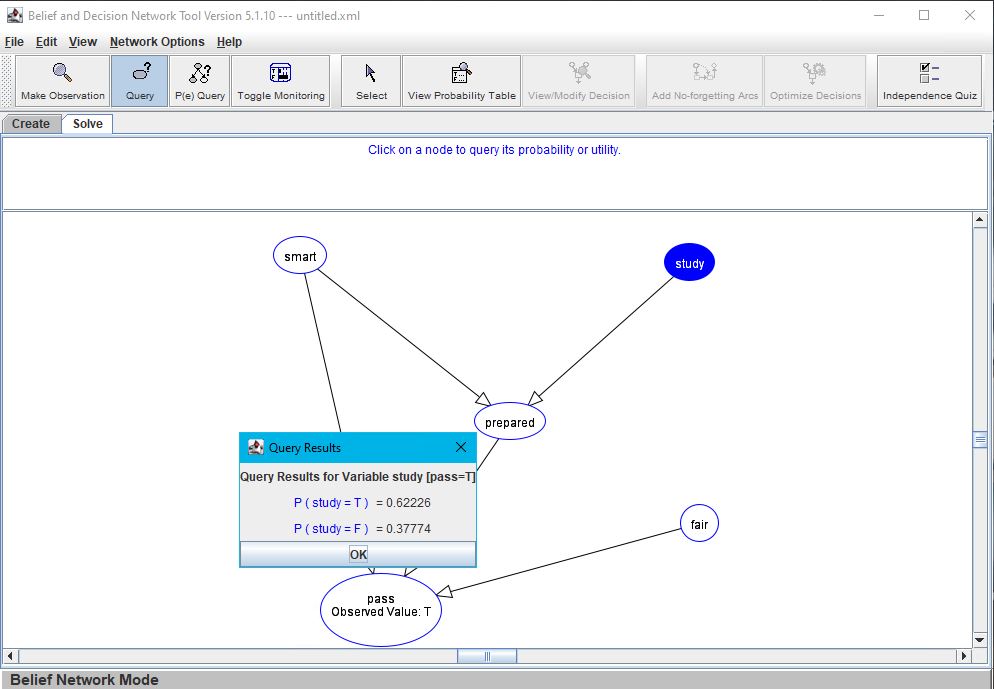 Belief and Decision Network Tool Version 5.1.10 --- untitled.xml
File Edit View Network Options Help
Make Observation Query P(e) Query Toggle Monitoring Select View Probability Table View/Modify Decision Add No-forgetting Arcs Optimize Decisions Independence Quiz
Create Solve
Click on a node to query its probability or utility.
smart
study
prepared
Query Results
Query Results for Variable study [pass=T]
P ( study = T ) = 0.62226
P ( study = F ) = 0.37774
OK
fair
pass
Observed Value: T
Belief Network Mode